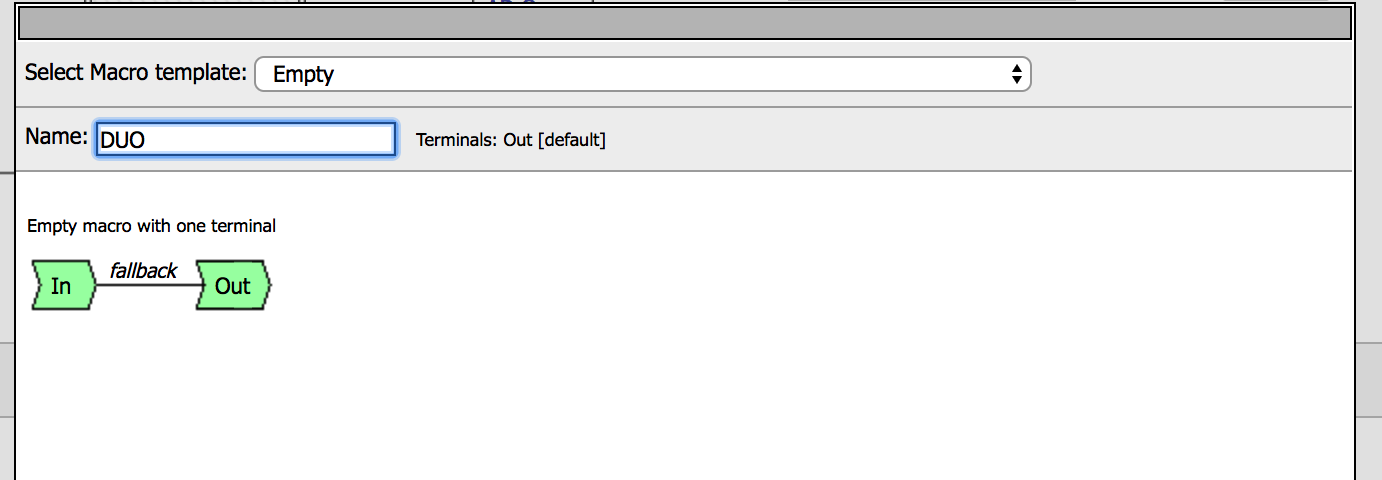 Select Macro template: Empty
Name: DUO Terminals: Out [default]
Empty macro with one terminal
In fallback Out